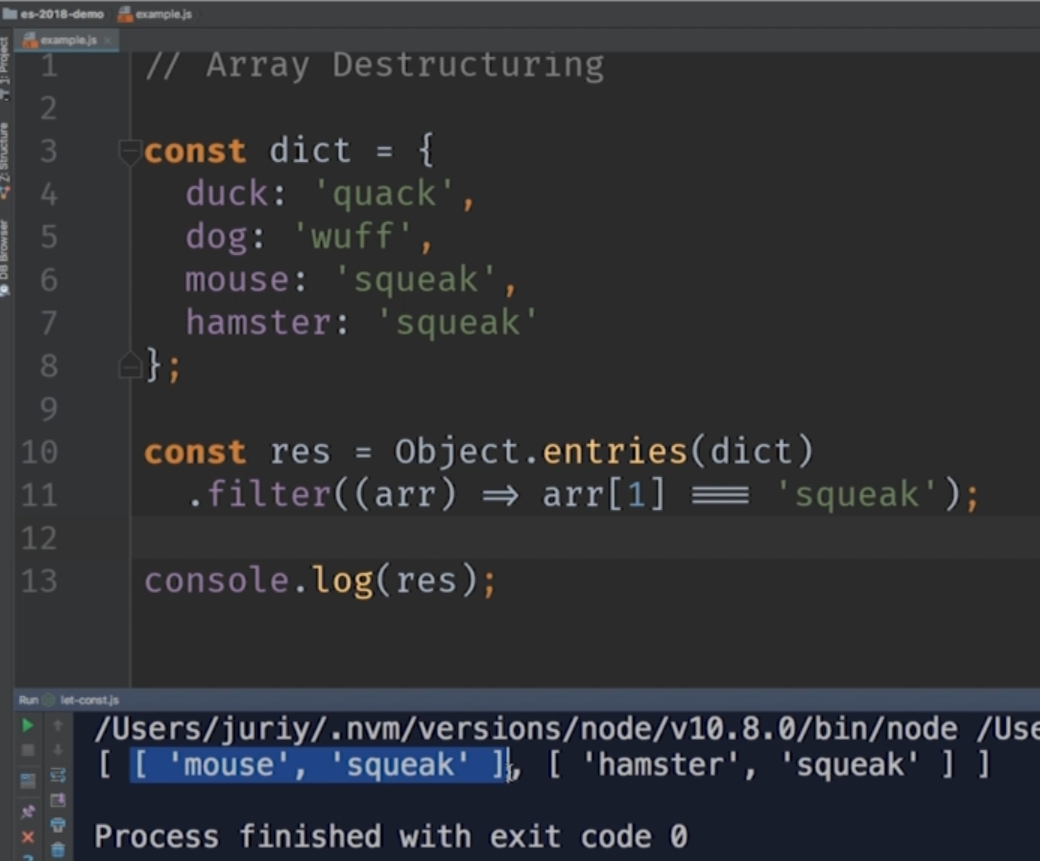 es-2018-demo example.js
example.js
1: Project
Z: Structure
DB Browser
1 // Array Destructuring
2
3 const dict = {
4 duck: 'quack',
5 dog: 'wuff',
6 mouse: 'squeak',
7 hamster: 'squeak'
8 };
9
10 const res = Object.entries(dict)
11 .filter((arr) => arr[1] === 'squeak');
12
13 console.log(res);
Run let-const.js
/Users/juriy/.nvm/versions/node/v10.8.0/bin/node /Use
[ [ 'mouse', 'squeak' ], [ 'hamster', 'squeak' ] ]
Process finished with exit code 0